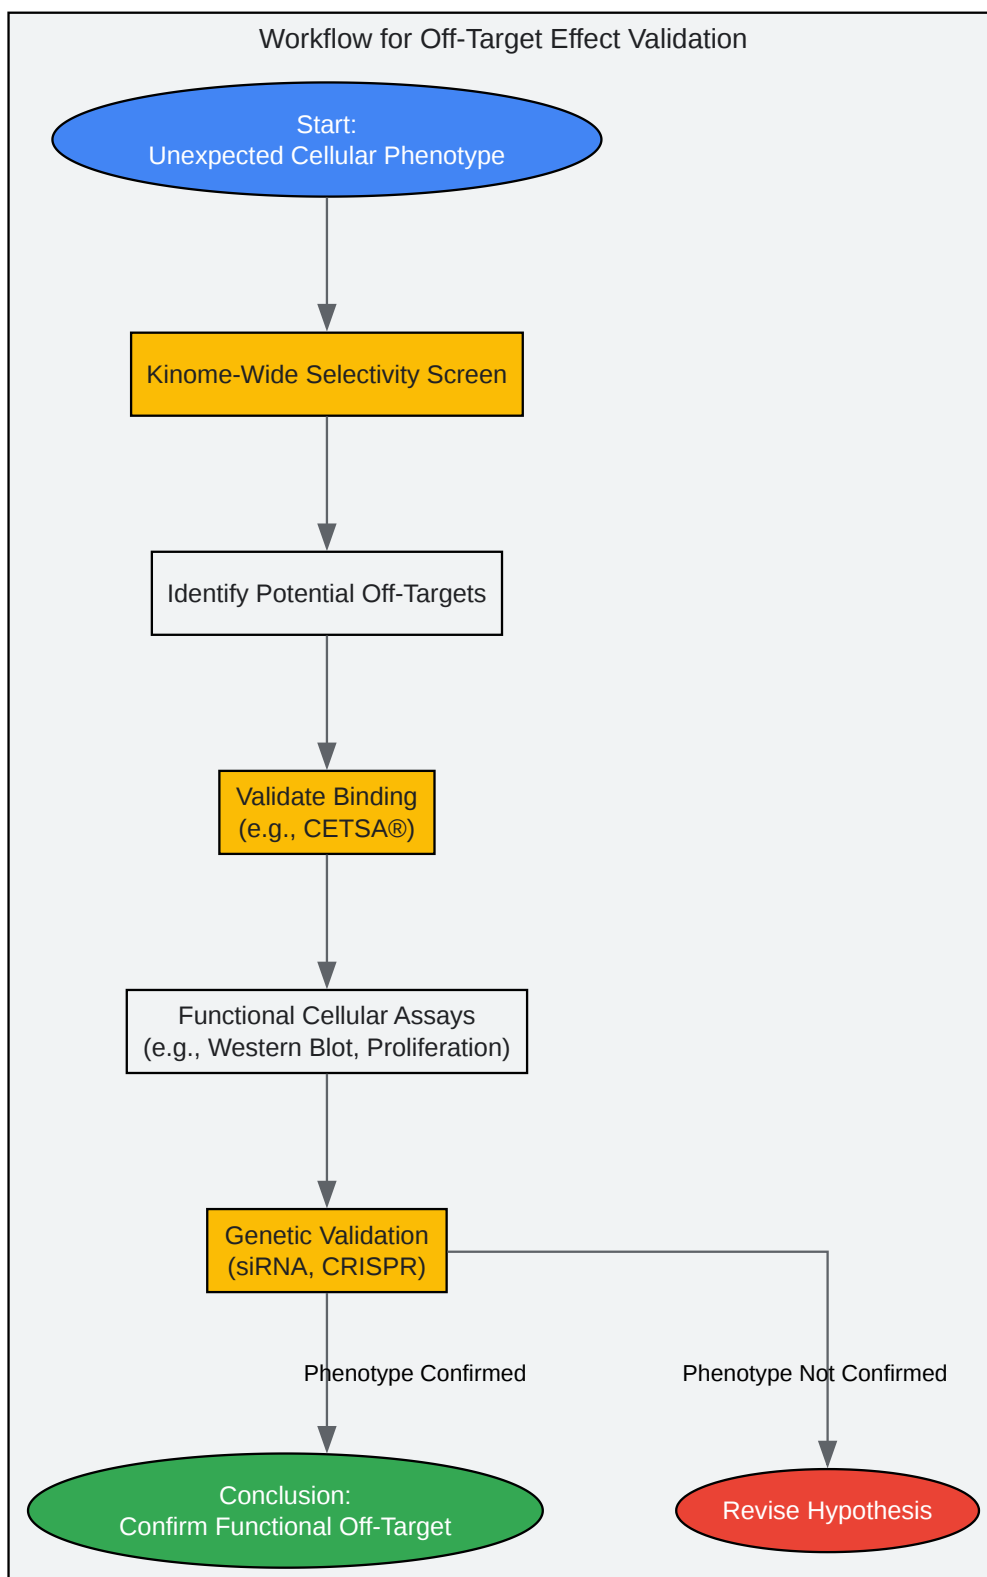 Workflow for Off-Target Effect Validation
Start:
Unexpected Cellular Phenotype
Kinome-Wide Selectivity Screen
Identify Potential Off-Targets
Validate Binding
(e.g., CETSA®)
Functional Cellular Assays
(e.g., Western Blot, Proliferation)
Genetic Validation
(siRNA, CRISPR)
Phenotype Confirmed
Phenotype Not Confirmed
Conclusion:
Confirm Functional Off-Target
Revise Hypothesis